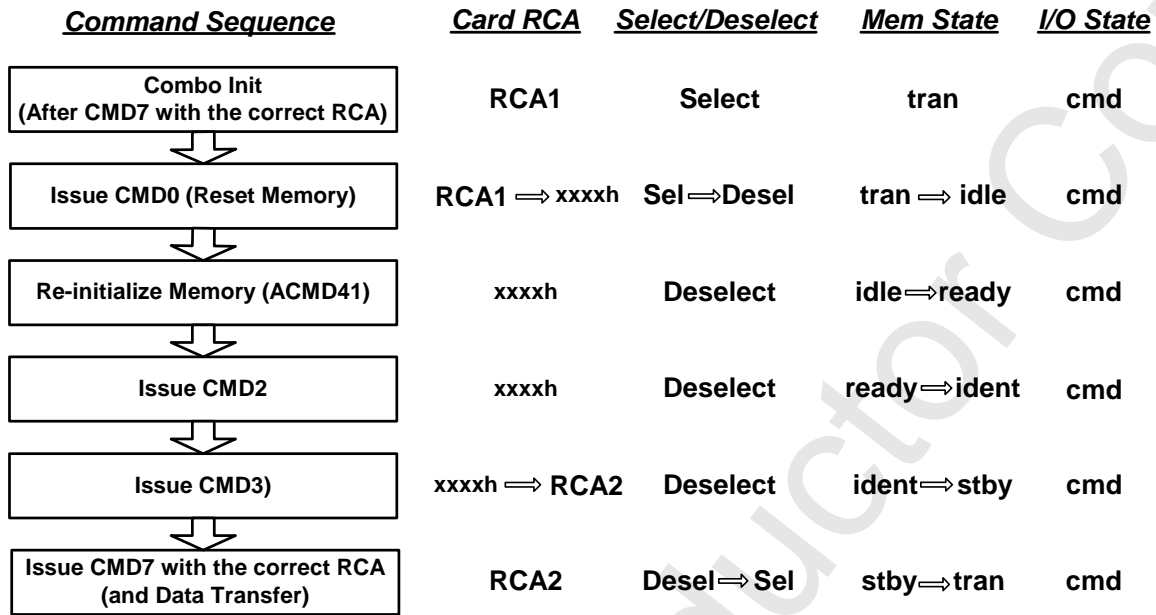 Command Sequence Card RCA Select/Deselect Mem State I/O State
Combo Init
(After CMD7 with the correct RCA) RCA1 Select tran cmd
Issue CMD0 (Reset Memory) RCA1 ⇒ xxxxh Sel⇒Desel tran ⇒ idle cmd
Re-initialize Memory (ACMD41) xxxxh Deselect idle⇒ready cmd
Issue CMD2 xxxxh Deselect ready⇒ident cmd
Issue CMD3) xxxxh ⇒ RCA2 Deselect ident⇒stby cmd
Issue CMD7 with the correct RCA
(and Data Transfer) RCA2 Desel⇒Sel stby⇒tran cmd